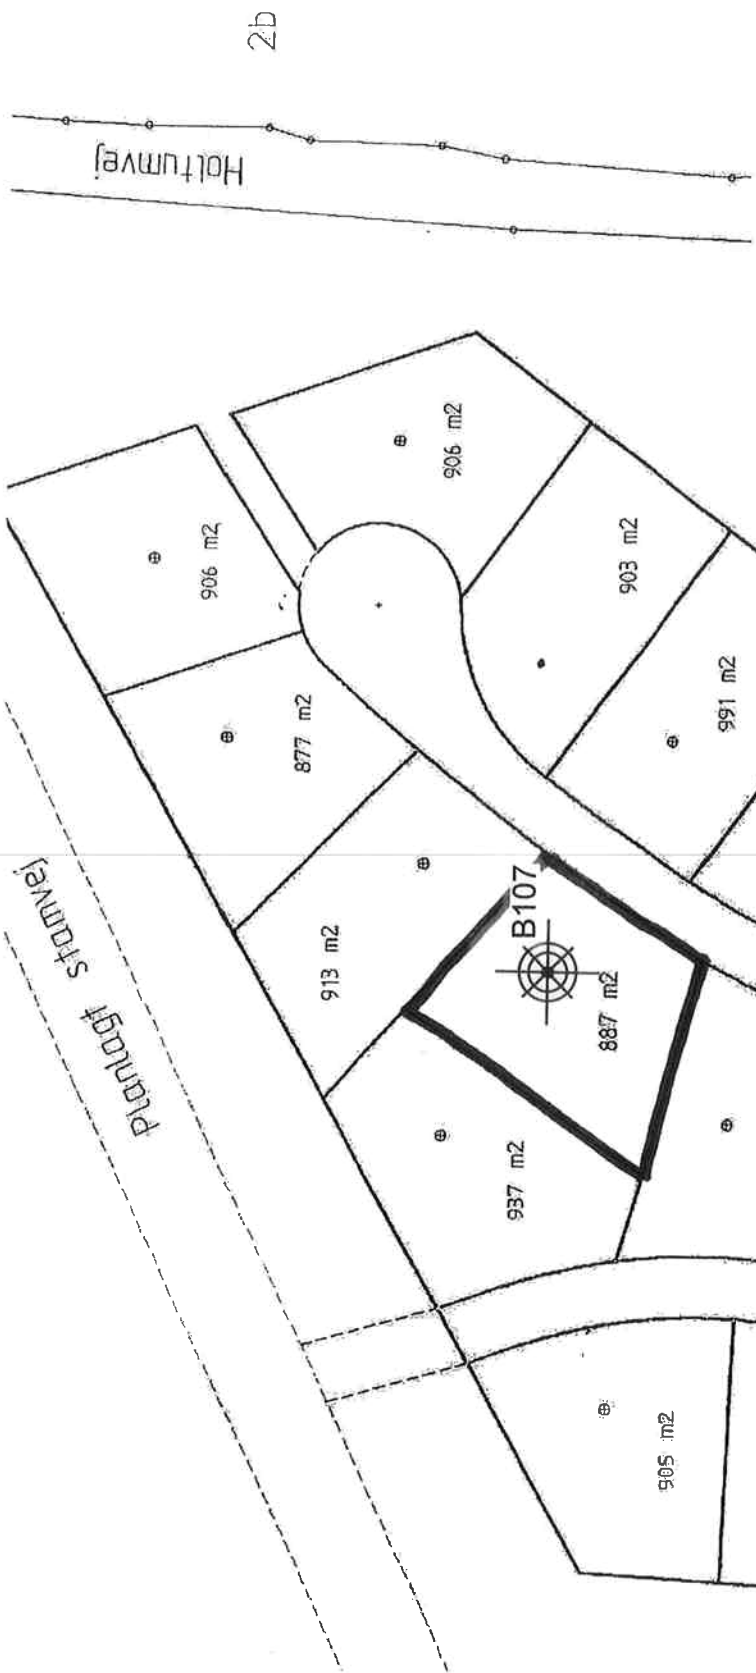 2b
Holtumvej
906 m2
906 m2
903 m2
877 m2
991 m2
Planlagt stamvej
913 m2
B107
887 m2
937 m2
905 m2